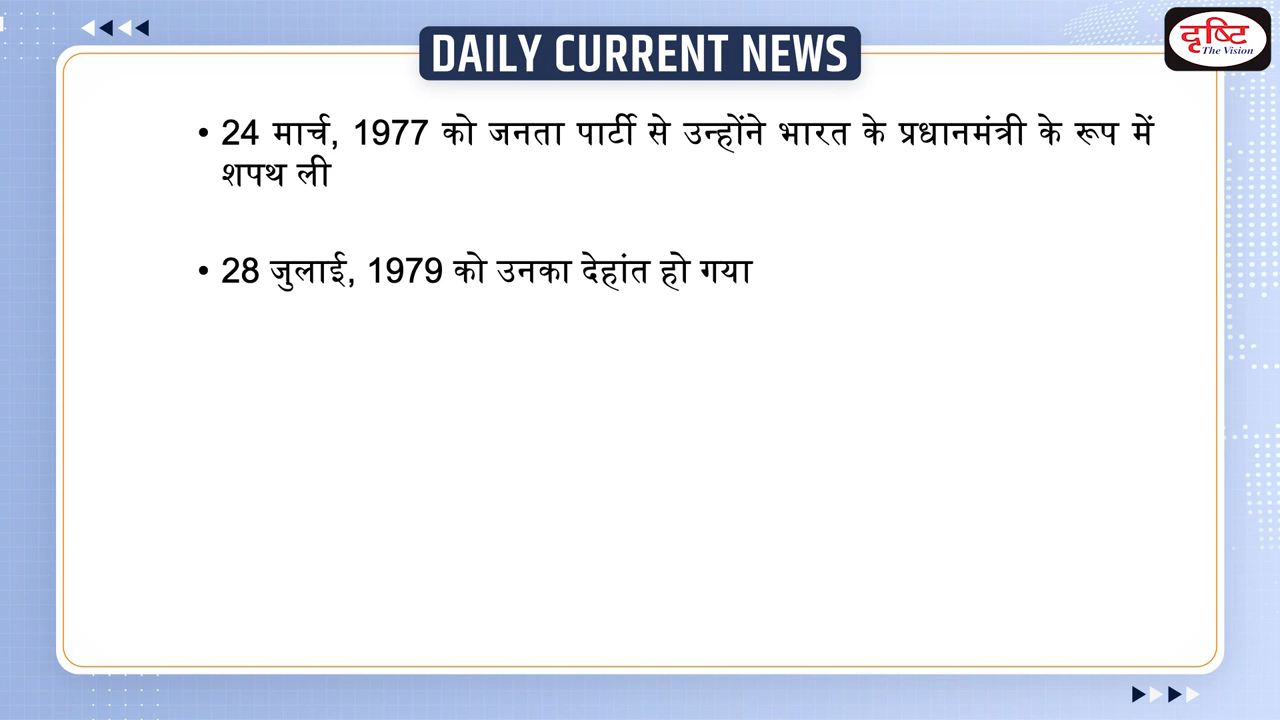 DAILY CURRENT NEWS
दृष्टि
The Vision
• 24 मार्च, 1977 को जनता पार्टी से उन्होंने भारत के प्रधानमंत्री के रूप में
शपथ ली
• 28 जुलाई, 1979 को उनका देहांत हो गया